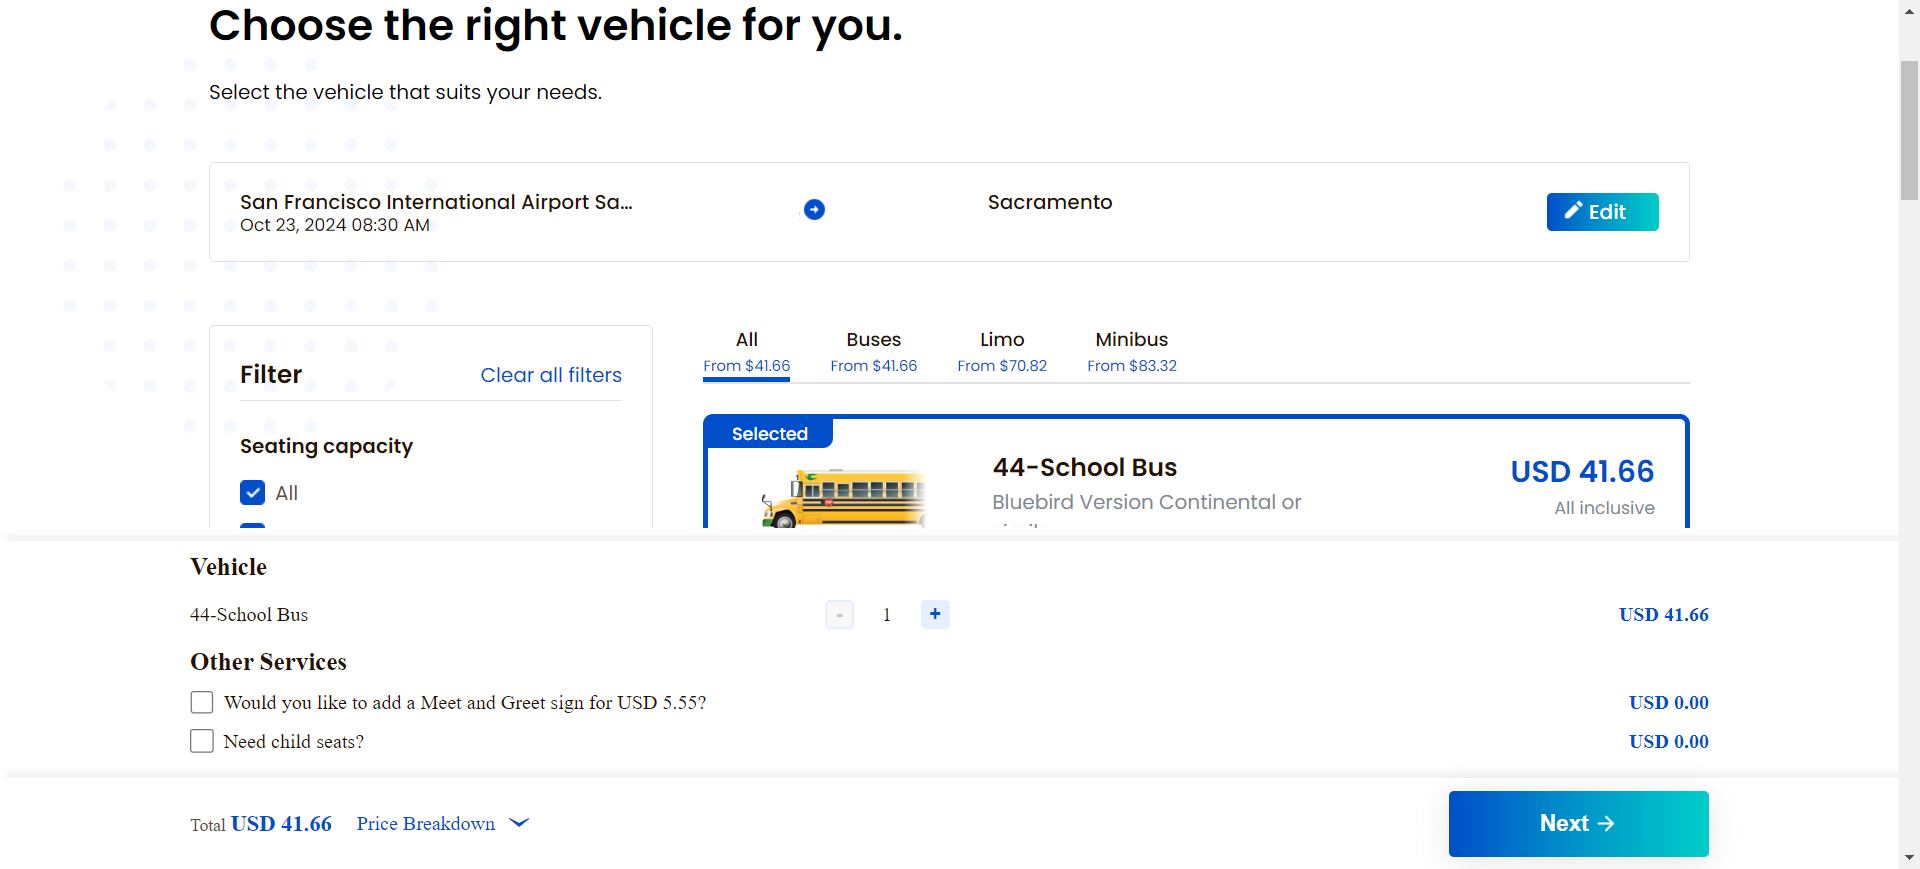 Choose the right vehicle for you.
Select the vehicle that suits your needs.
San Francisco International Airport Sa...
Oct 23, 2024 08:30 AM
Sacramento
Edit
Filter
Clear all filters
Seating capacity
All
All
From $41.66
Buses
From $41.66
Limo
From $70.82
Minibus
From $83.32
Selected
44-School Bus
Bluebird Version Continental or
USD 41.66
All inclusive
Vehicle
44-School Bus
-
1
+
USD 41.66
Other Services
Would you like to add a Meet and Greet sign for USD 5.55?
USD 0.00
Need child seats?
USD 0.00
Total USD 41.66
Price Breakdown
Next →